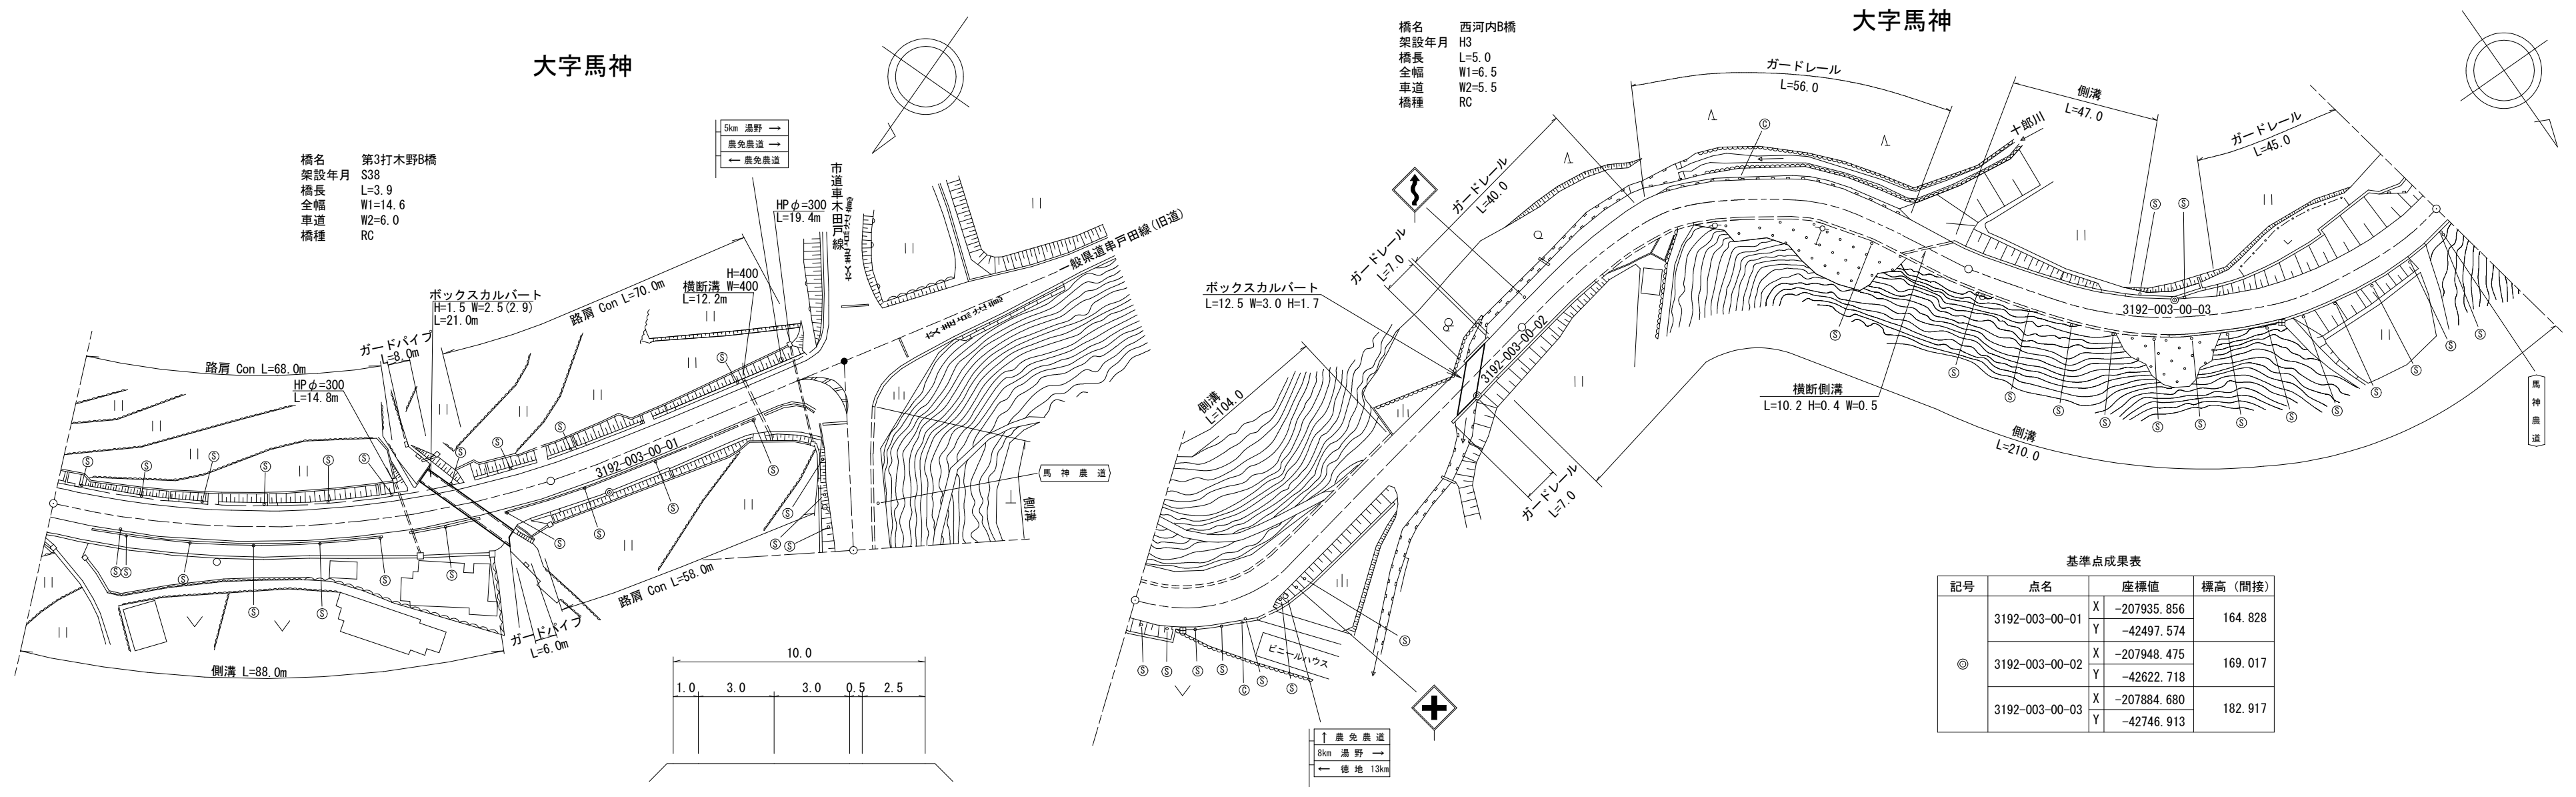 大字馬神
橋名 第3打木野B橋
架設年月 S38
橋長 L=3.9
全幅 W1=14.6
車道 W2=6.0
橋種 RC
5km 湯野 →
農免農道 →
← 農免農道
市道車木田戸線
HPφ=300
L=19.4m
一般県道串戸田線(旧道)
H=400
横断溝 W=400
L=12.2m
路肩 Con L=70.0m
ボックスカルバート
H=1.5 W=2.5(2.9)
L=21.0m
ガードパイプ
L=8.0m
路肩 Con L=68.0m
HPφ=300
L=14.8m
3192-003-00-01
馬神農道
側溝
路肩 Con L=58.0m
ガードパイプ
L=6.0m
側溝 L=88.0m
10.0
1.0 3.0 3.0 0.5 2.5
大字馬神
橋名 西河内B橋
架設年月 H3
橋長 L=5.0
全幅 W1=6.5
車道 W2=5.5
橋種 RC
ガードレール
L=56.0
側溝
L=47.0
十郎川
ガードレール
L=45.0
ガードレール
L=40.0
ガードレール
L=7.0
ボックスカルバート
L=12.5 W=3.0 H=1.7
3192-003-00-02
3192-003-00-03
側溝
L=104.0
横断側溝
L=10.2 H=0.4 W=0.5
側溝
L=210.0
馬神農道
ガードレール
L=7.0
ビニールハウス
↑ 農免農道
8km 湯野 →
← 徳地 13km
基準点成果表
記号 点名 座標値 標高(間接)
◎
3192-003-00-01 X -207935.856 164.828
Y -42497.574
3192-003-00-02 X -207948.475 169.017
Y -42622.718
3192-003-00-03 X -207884.680 182.917
Y -42746.913